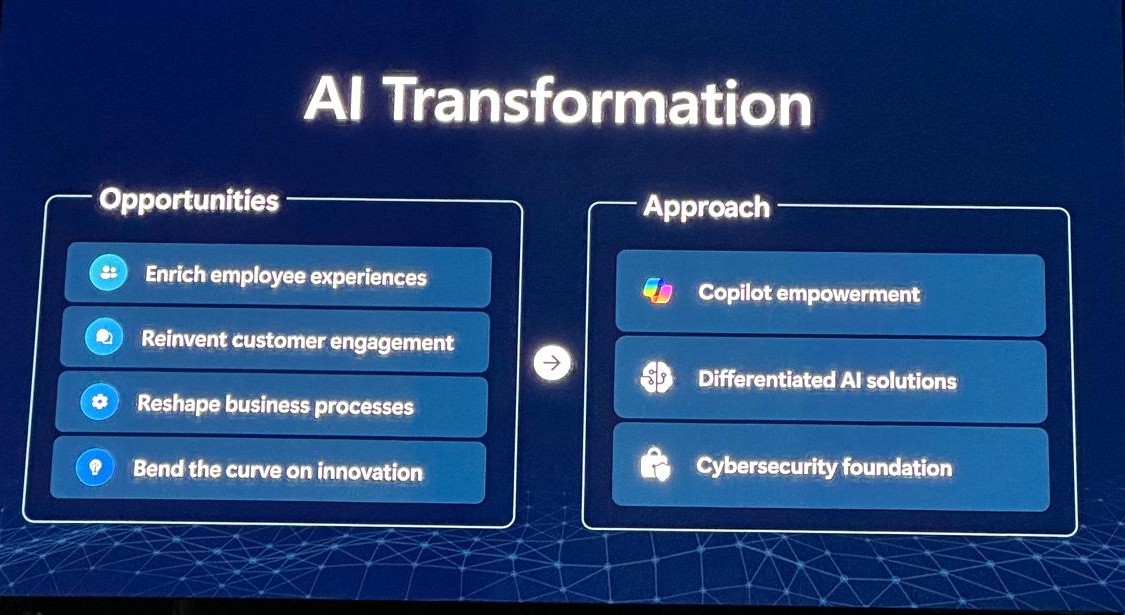 AI Transformation
Opportunities
Enrich employee experiences
Reinvent customer engagement
Reshape business processes
Bend the curve on innovation
Approach
Copilot empowerment
Differentiated AI solutions
Cybersecurity foundation